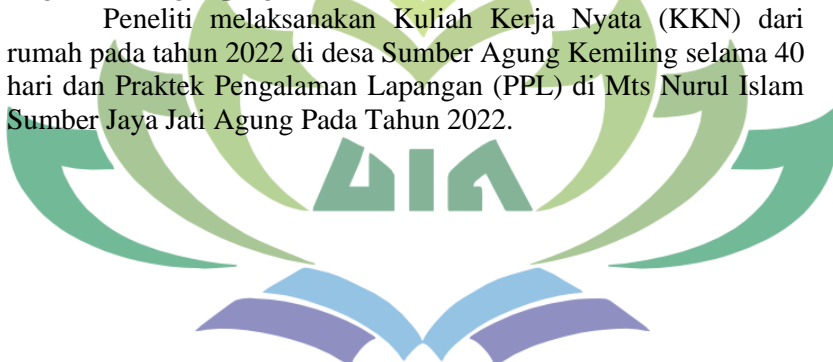 Peneliti melaksanakan Kuliah Kerja Nyata (KKN) dari
rumah pada tahun 2022 di desa Sumber Agung Kemiling selama 40
hari dan Praktek Pengalaman Lapangan (PPL) di Mts Nurul Islam
Sumber Jaya Jati Agung Pada Tahun 2022.
UIN